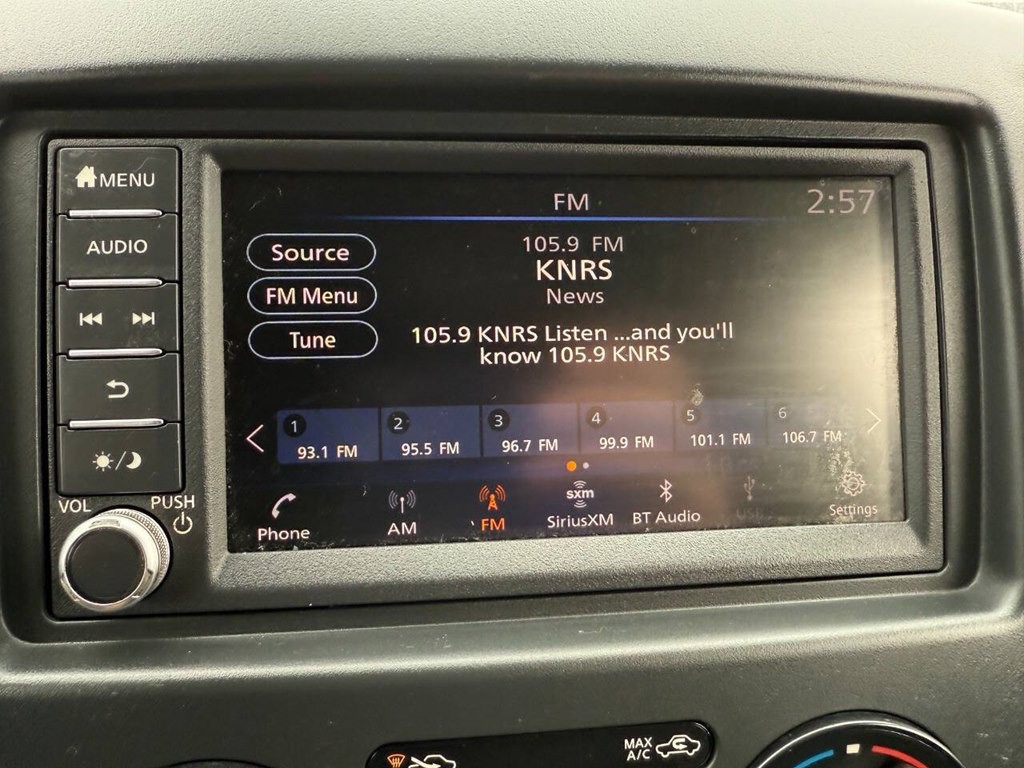 MENU
AUDIO
VOL
PUSH
FM
2:57
Source
FM Menu
Tune
105.9 FM
KNRS
News
105.9 KNRS Listen ...and you'll
know 105.9 KNRS
1
93.1 FM
2
95.5 FM
3
96.7 FM
4
99.9 FM
5
101.1 FM
6
106.7 FM
Phone
AM
FM
sxm
SiriusXM
BT Audio
USB
Settings
MAX
A/C